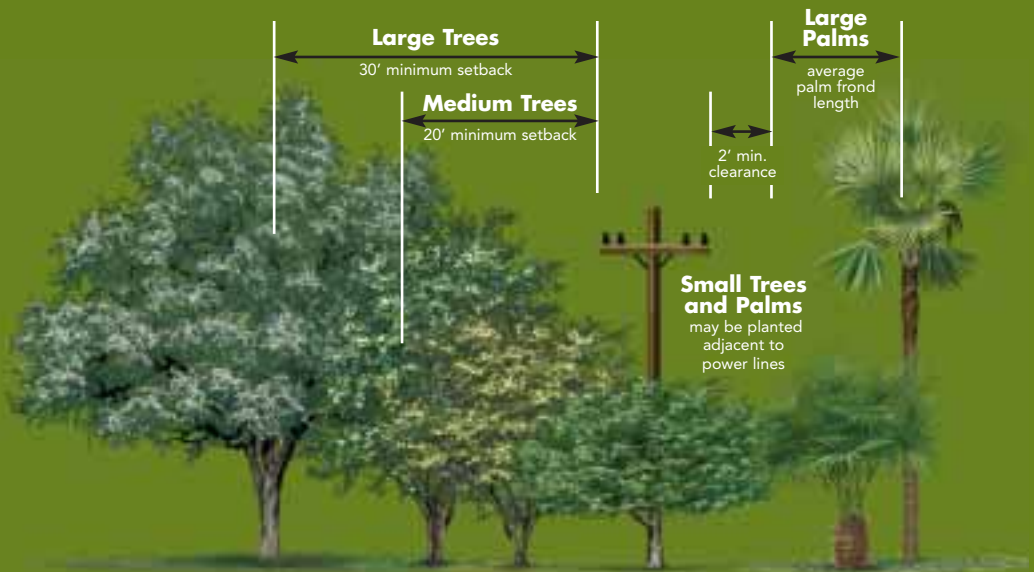 Large Trees
30' minimum setback
Medium Trees
20' minimum setback
2' min.
clearance
Large
Palms
average
palm frond
length
Small Trees
and Palms
may be planted
adjacent to
power lines